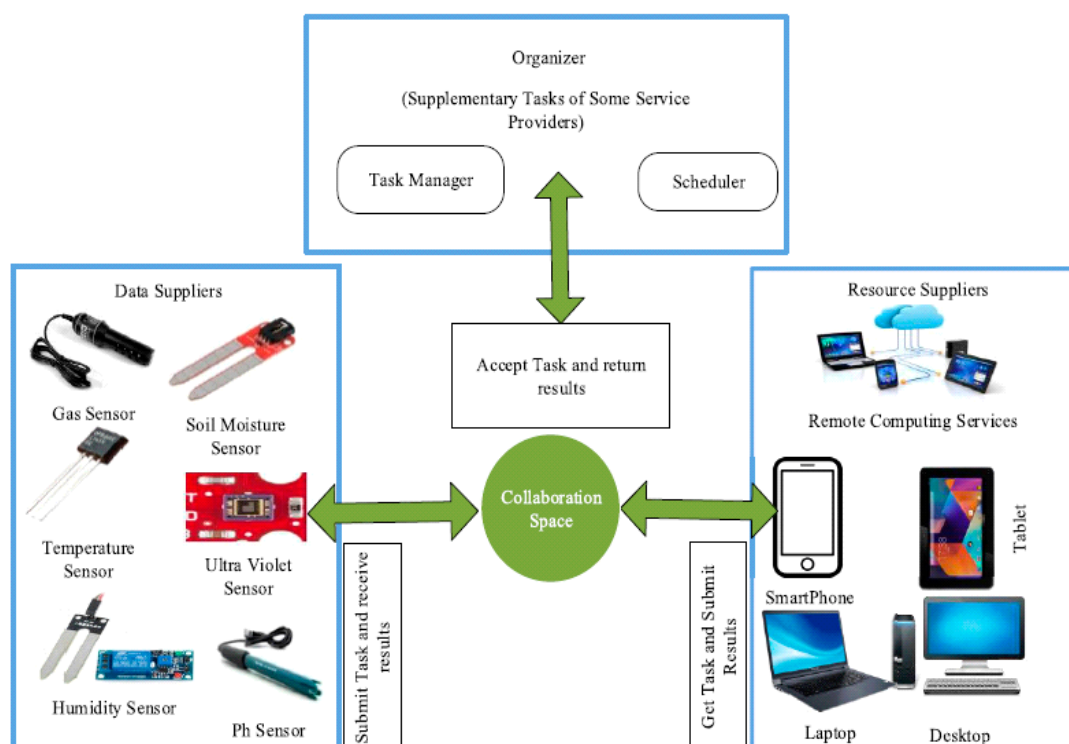 Organizer
(Supplementary Tasks of Some Service
Providers)
Task Manager
Scheduler
Data Suppliers
Gas Sensor
Soil Moisture
Sensor
Temperature
Sensor
Ultra Violet
Sensor
Humidity Sensor
Ph Sensor
Accept Task and return
results
Collaboration
Space
Submit Task and receive
results
Get Task and Submit
Results
Resource Suppliers
Remote Computing Services
SmartPhone
Tablet
Laptop
Desktop